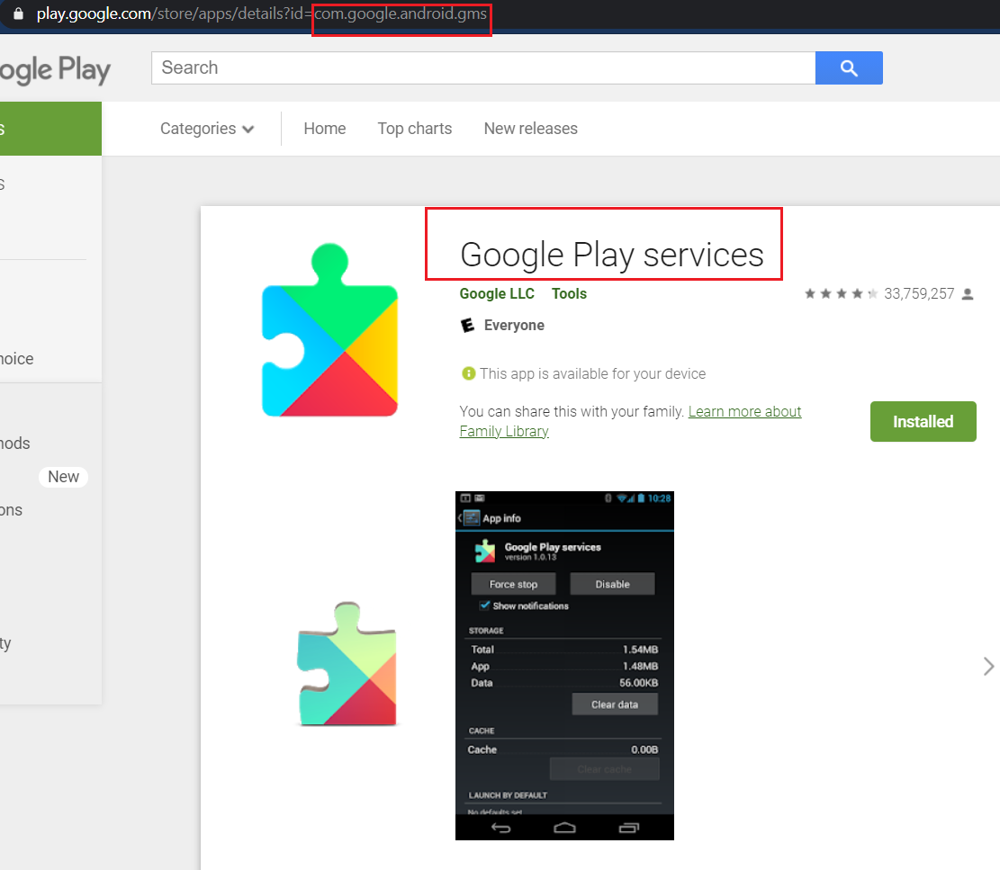 play.google.com/store/apps/details?id=com.google.android.gms
ogle Play
Search
s
Categories
Home
Top charts
New releases
s
Google Play services
Google LLC
Tools
33,759,257
E Everyone
hoice
This app is available for your device
You can share this with your family. Learn more about
Family Library
Installed
nods
New
ons
ty
10:28
App info
Google Play services
version 1.0.13
Force stop
Disable
Show notifications
STORAGE
Total 1.54MB
App 1.48MB
Data 56.00KB
Clear data
CACHE
Cache 0.00B
Clear cache
LAUNCH BY DEFAULT
No defaults set